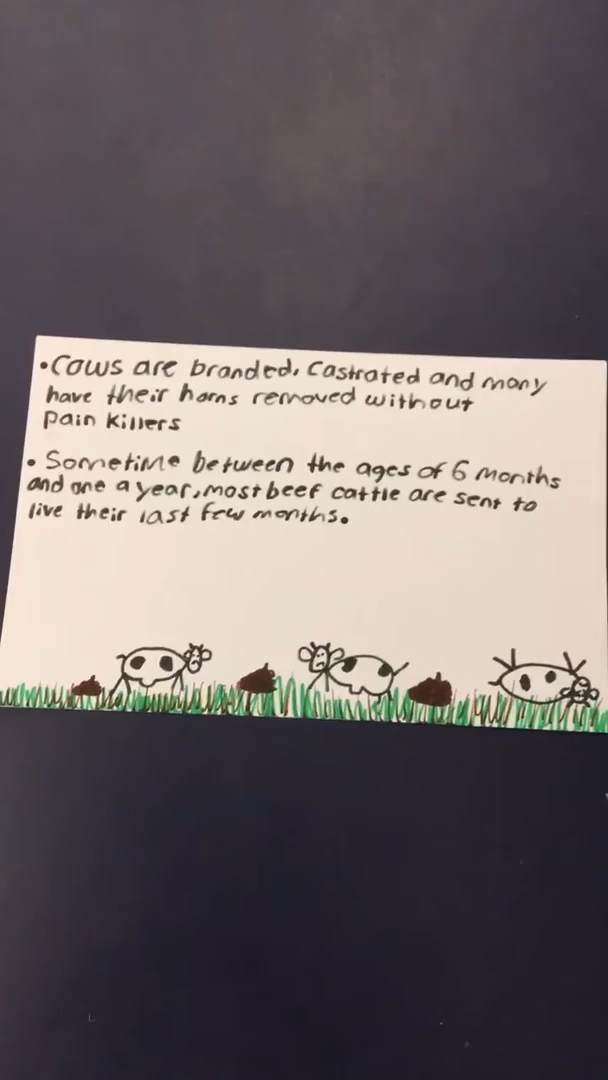 • Cows are branded, Castrated and many
have their horns removed without
Pain killers
• Sometime between the ages of 6 months
and one a year, most beef cattle are sent to
live their last few months.